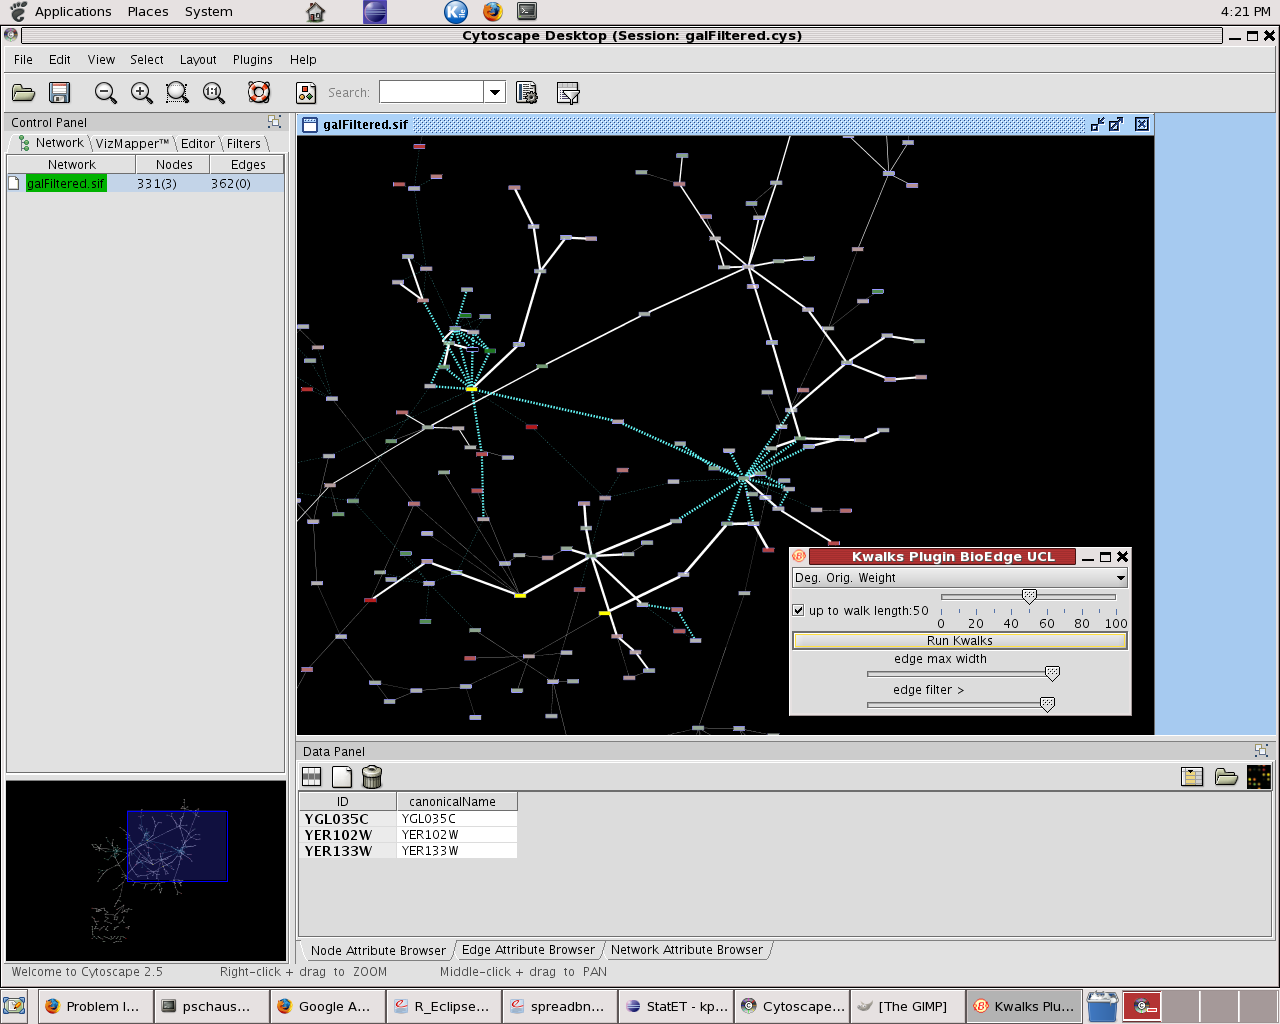 Applications Places System 4:21 PM
Cytoscape Desktop (Session: galFiltered.cys)
File Edit View Select Layout Plugins Help
Search:
Control Panel
galFiltered.sif
Network VizMapper™ Editor Filters
Network Nodes Edges
galFiltered.sif 331(3) 362(0)
Kwalks Plugin BioEdge UCL
Deg. Orig. Weight
up to walk length:50
0 20 40 60 80 100
Run Kwalks
edge max width
edge filter >
Data Panel
ID canonicalName
YGL035C YGL035C
YER102W YER102W
YER133W YER133W
Node Attribute Browser Edge Attribute Browser Network Attribute Browser
Welcome to Cytoscape 2.5 Right-click + drag to ZOOM Middle-click + drag to PAN
Problem l... pschaus... Google A... R_Eclipse... spreadbn... StatET - kp... Cytoscape... [The GIMP] Kwalks Plu...